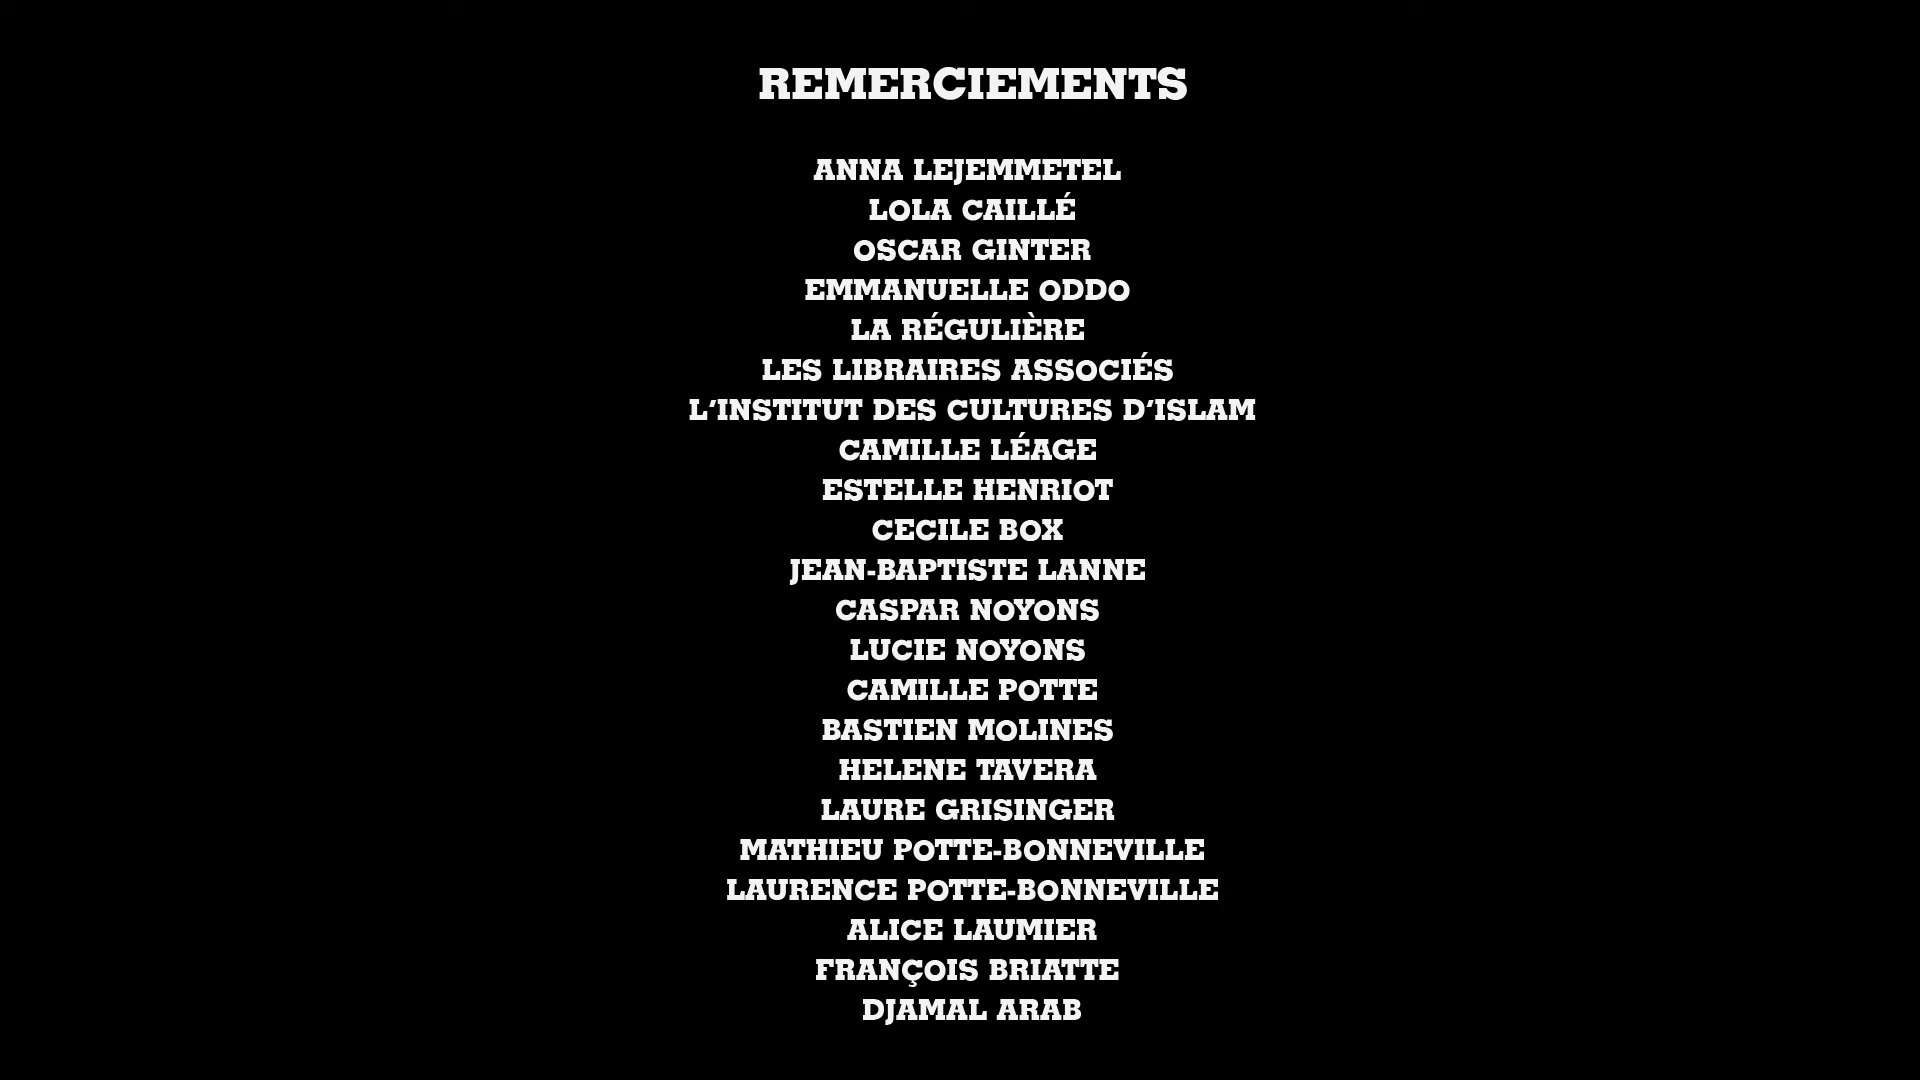 REMERCIEMENTS
ANNA LEJEMMETEL
LOLA CAILLÉ
OSCAR GINTER
EMMANUELLE ODDO
LA RÉGULIÈRE
LES LIBRAIRES ASSOCIÉS
L'INSTITUT DES CULTURES D'ISLAM
CAMILLE LÉAGE
ESTELLE HENRIOT
CECILE BOX
JEAN-BAPTISTE LANNE
CASPAR NOYONS
LUCIE NOYONS
CAMILLE POTTE
BASTIEN MOLINES
HELENE TAVERA
LAURE GRISINGER
MATHIEU POTTE-BONNEVILLE
LAURENCE POTTE-BONNEVILLE
ALICE LAUMIER
FRANÇOIS BRIATTE
DJAMAL ARAB